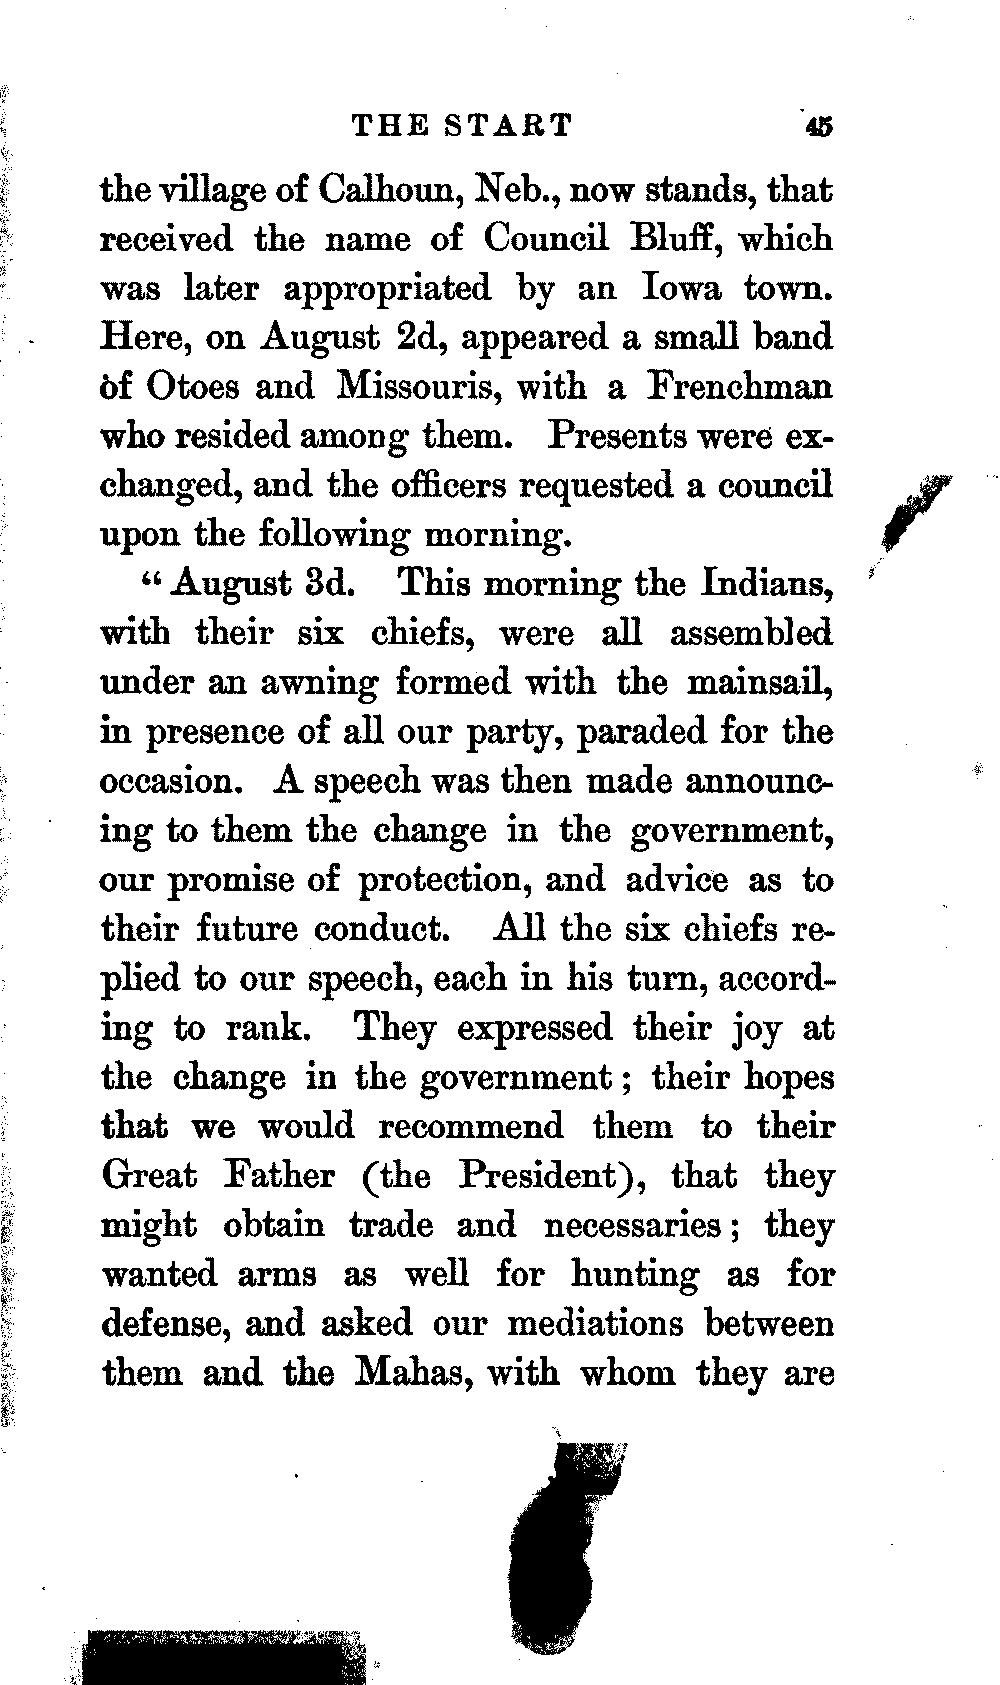 THE START 45
the village of Calhoun, Neb., now stands, that
received the name of Council Bluff, which
was later appropriated by an Iowa town.
Here, on August 2d, appeared a small band
of Otoes and Missouris, with a Frenchman
who resided among them. Presents were ex-
changed, and the officers requested a council
upon the following morning.
“ August 3d. This morning the Indians,
with their six chiefs, were all assembled
under an awning formed with the mainsail,
in presence of all our party, paraded for the
occasion. A speech was then made announc-
ing to them the change in the government,
our promise of protection, and advice as to
their future conduct. All the six chiefs re-
plied to our speech, each in his turn, accord-
ing to rank. They expressed their joy at
the change in the government ; their hopes
that we would recommend them to their
Great Father (the President), that they
might obtain trade and necessaries ; they
wanted arms as well for hunting as for
defense, and asked our mediations between
them and the Mahas, with whom they are